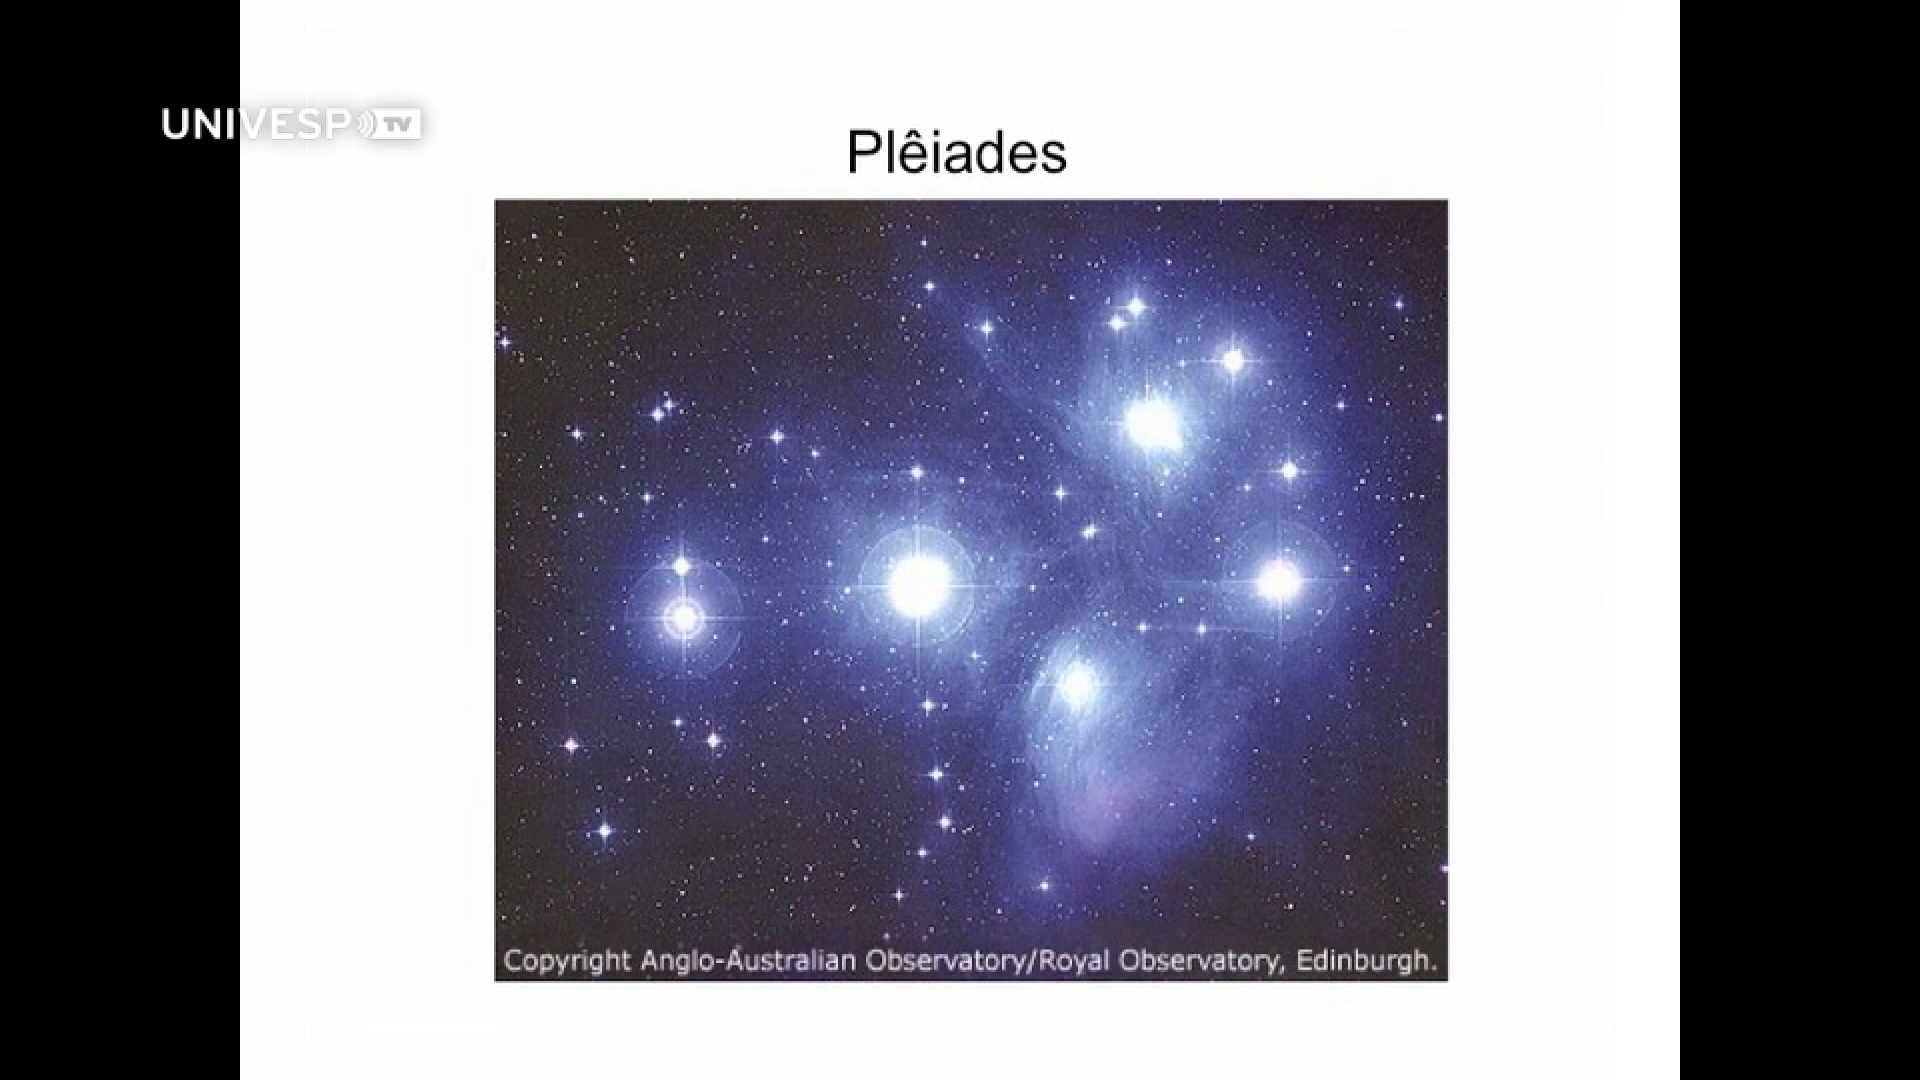 UNIVESP TV
Plêiades
Copyright Anglo-Australian Observatory/Royal Observatory, Edinburgh.